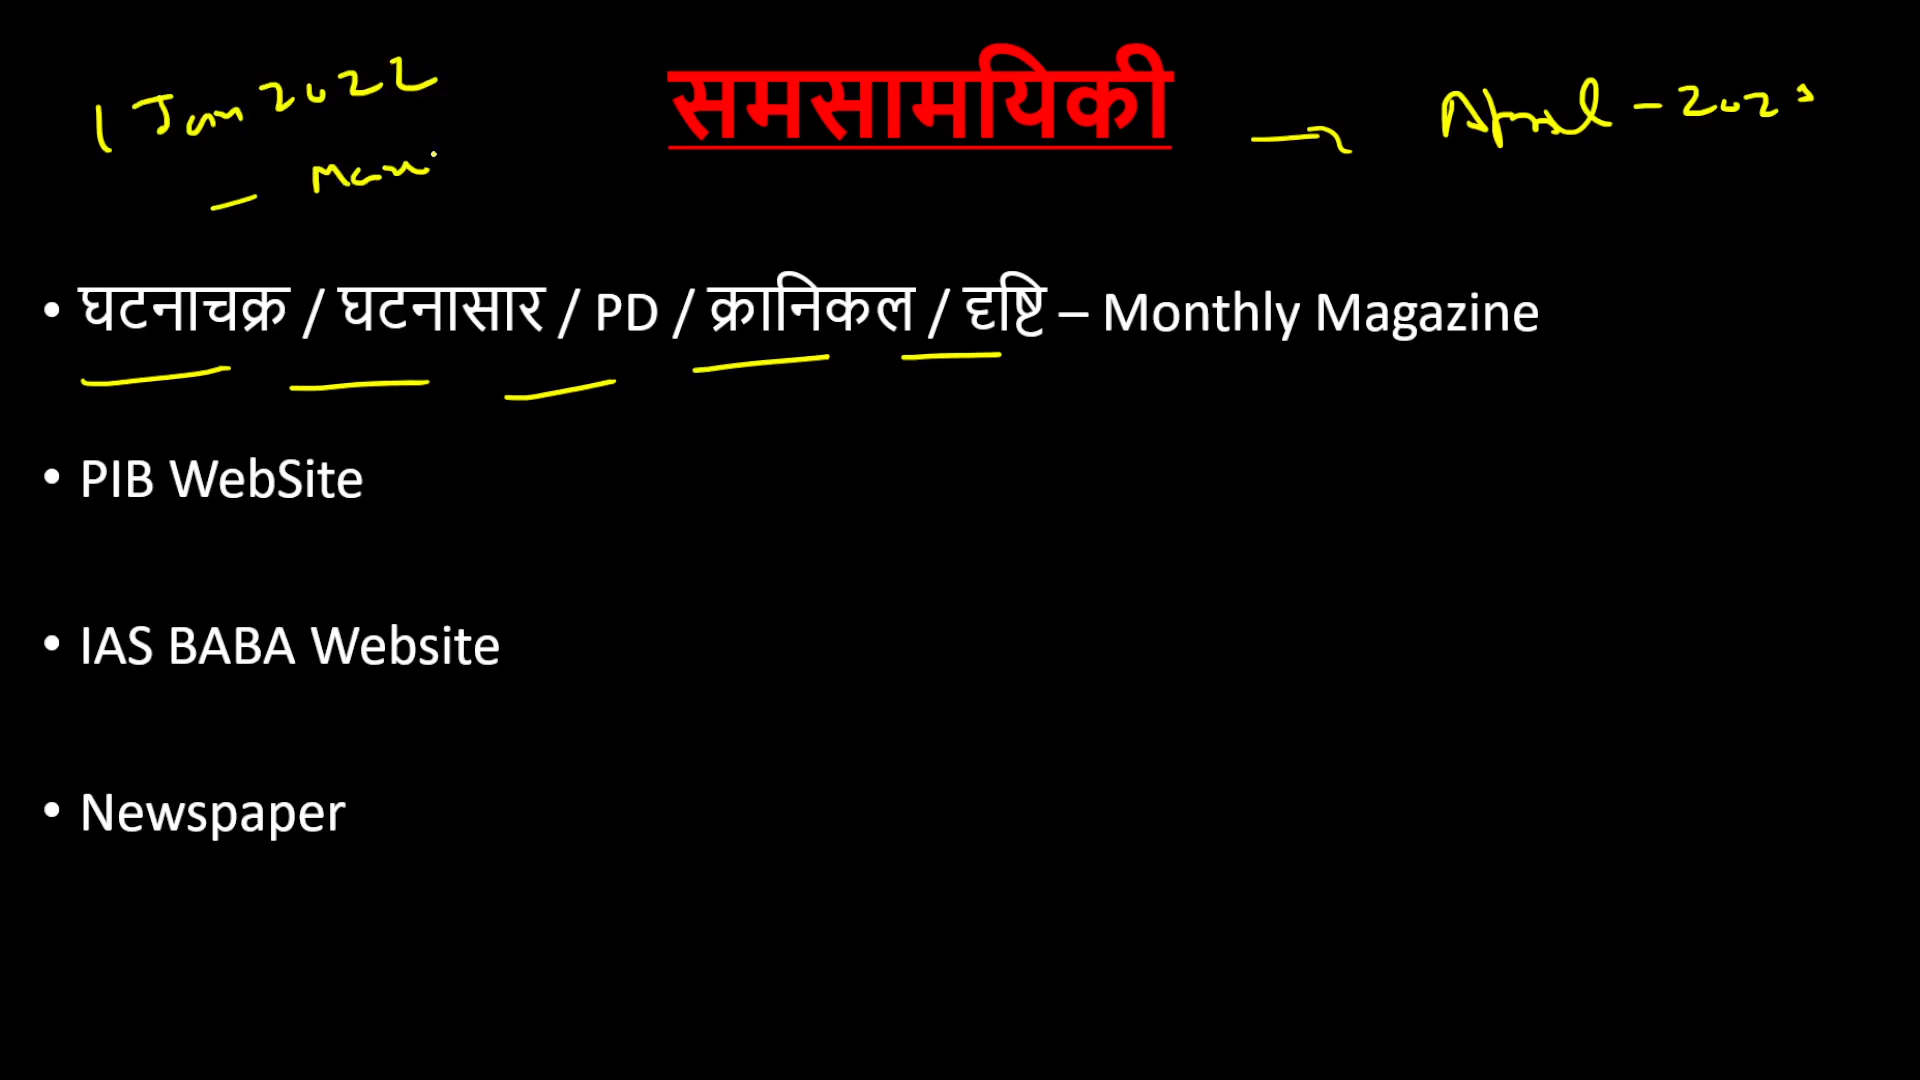 1 Jan 2022
समसामयिकी
April - 202
• घटनाचक्र / घटनासार / PD / क्रानिकल / दृष्टि – Monthly Magazine
• PIB WebSite
• IAS BABA Website
• Newspaper